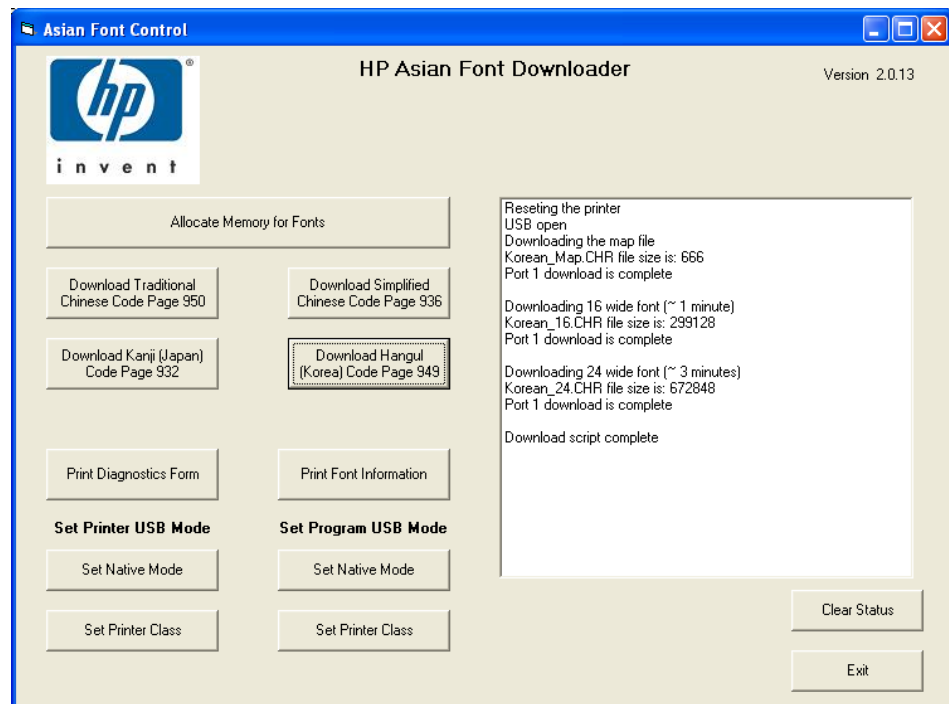 Asian Font Control
hp
®
invent
HP Asian Font Downloader
Version 2.0.13
Allocate Memory for Fonts
Download Traditional
Chinese Code Page 950
Download Simplified
Chinese Code Page 936
Download Kanji (Japan)
Code Page 932
Download Hangul
(Korea) Code Page 949
Print Diagnostics Form
Print Font Information
Set Printer USB Mode
Set Program USB Mode
Set Native Mode
Set Native Mode
Set Printer Class
Set Printer Class
Reseting the printer
USB open
Downloading the map file
Korean_Map.CHR file size is: 666
Port 1 download is complete
Downloading 16 wide font (~ 1 minute)
Korean_16.CHR file size is: 299128
Port 1 download is complete
Downloading 24 wide font (~ 3 minutes)
Korean_24.CHR file size is: 672848
Port 1 download is complete
Download script complete
Clear Status
Exit